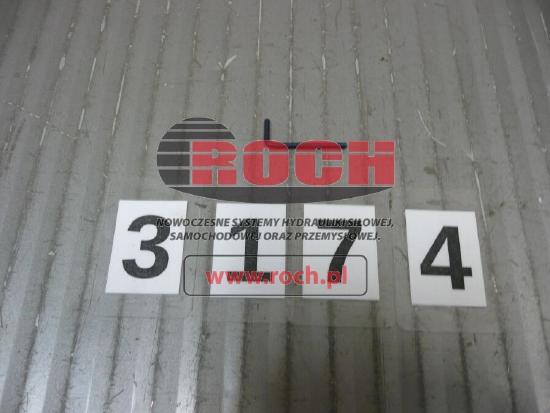 ROCH
NOWOCZESNE SYSTEMY HYDRAULIKI SIŁOWEJ,
SAMOCHODOWEJ ORAZ PRZEMYSŁOWEJ.
3 1 7 4
www.roch.pl